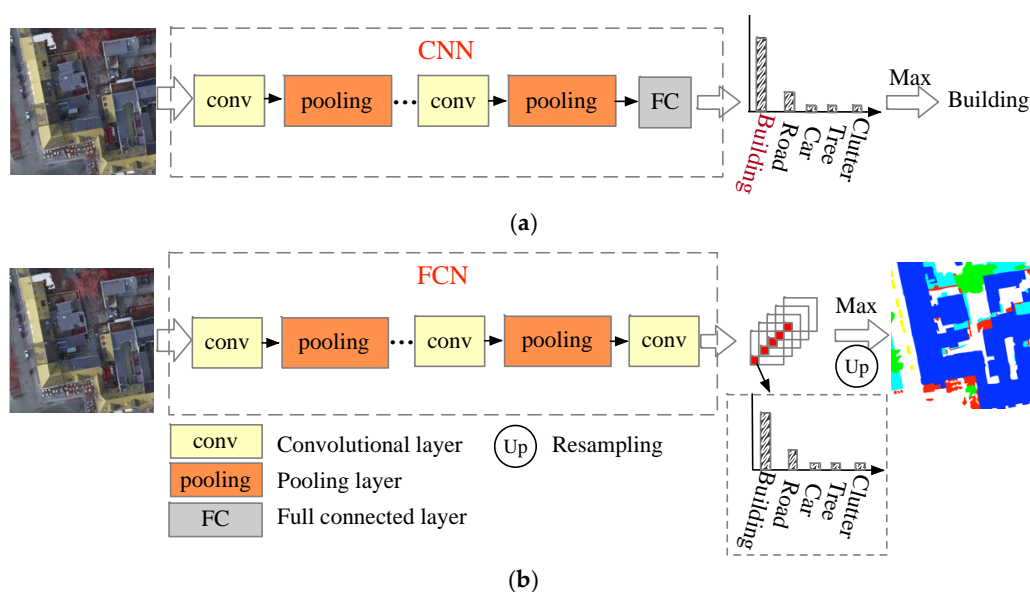 CNN
conv pooling ... conv pooling FC
Max
Building
Building Road Car Tree Clutter
(a)
FCN
conv pooling ... conv pooling conv
Max
Up
conv Convolutional layer
Up Resampling
pooling Pooling layer
FC Full connected layer
Building Road Car Tree Clutter
(b)